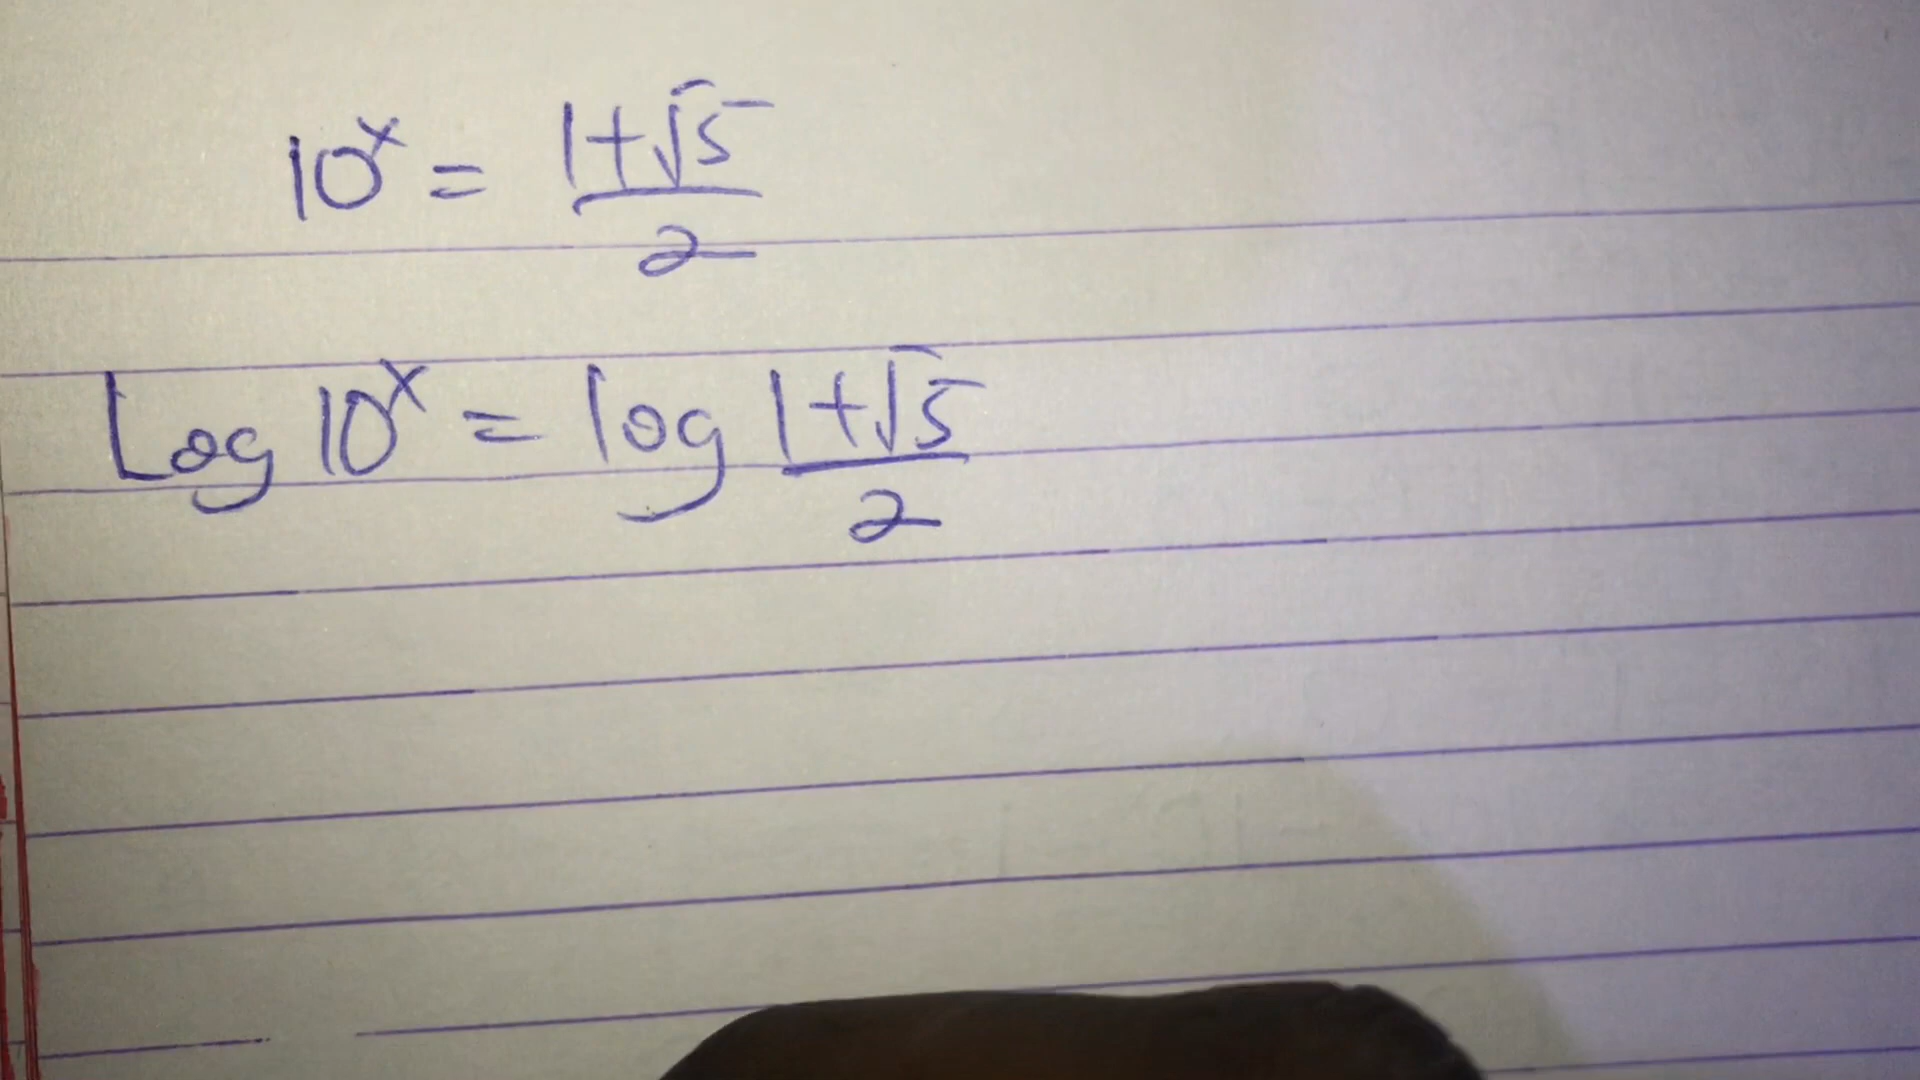 10^x = (1+√5)/2
Log 10^x = log (1+√5)/2